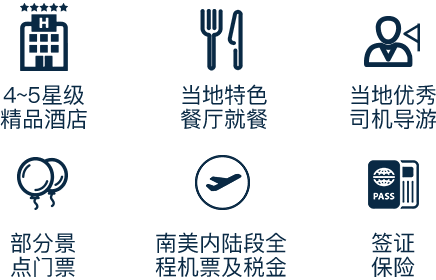 H
4~5星级
精品酒店
当地特色
餐厅就餐
当地优秀
司机导游
部分景
点门票
南美内陆段全
程机票及税金
PASS
签证
保险